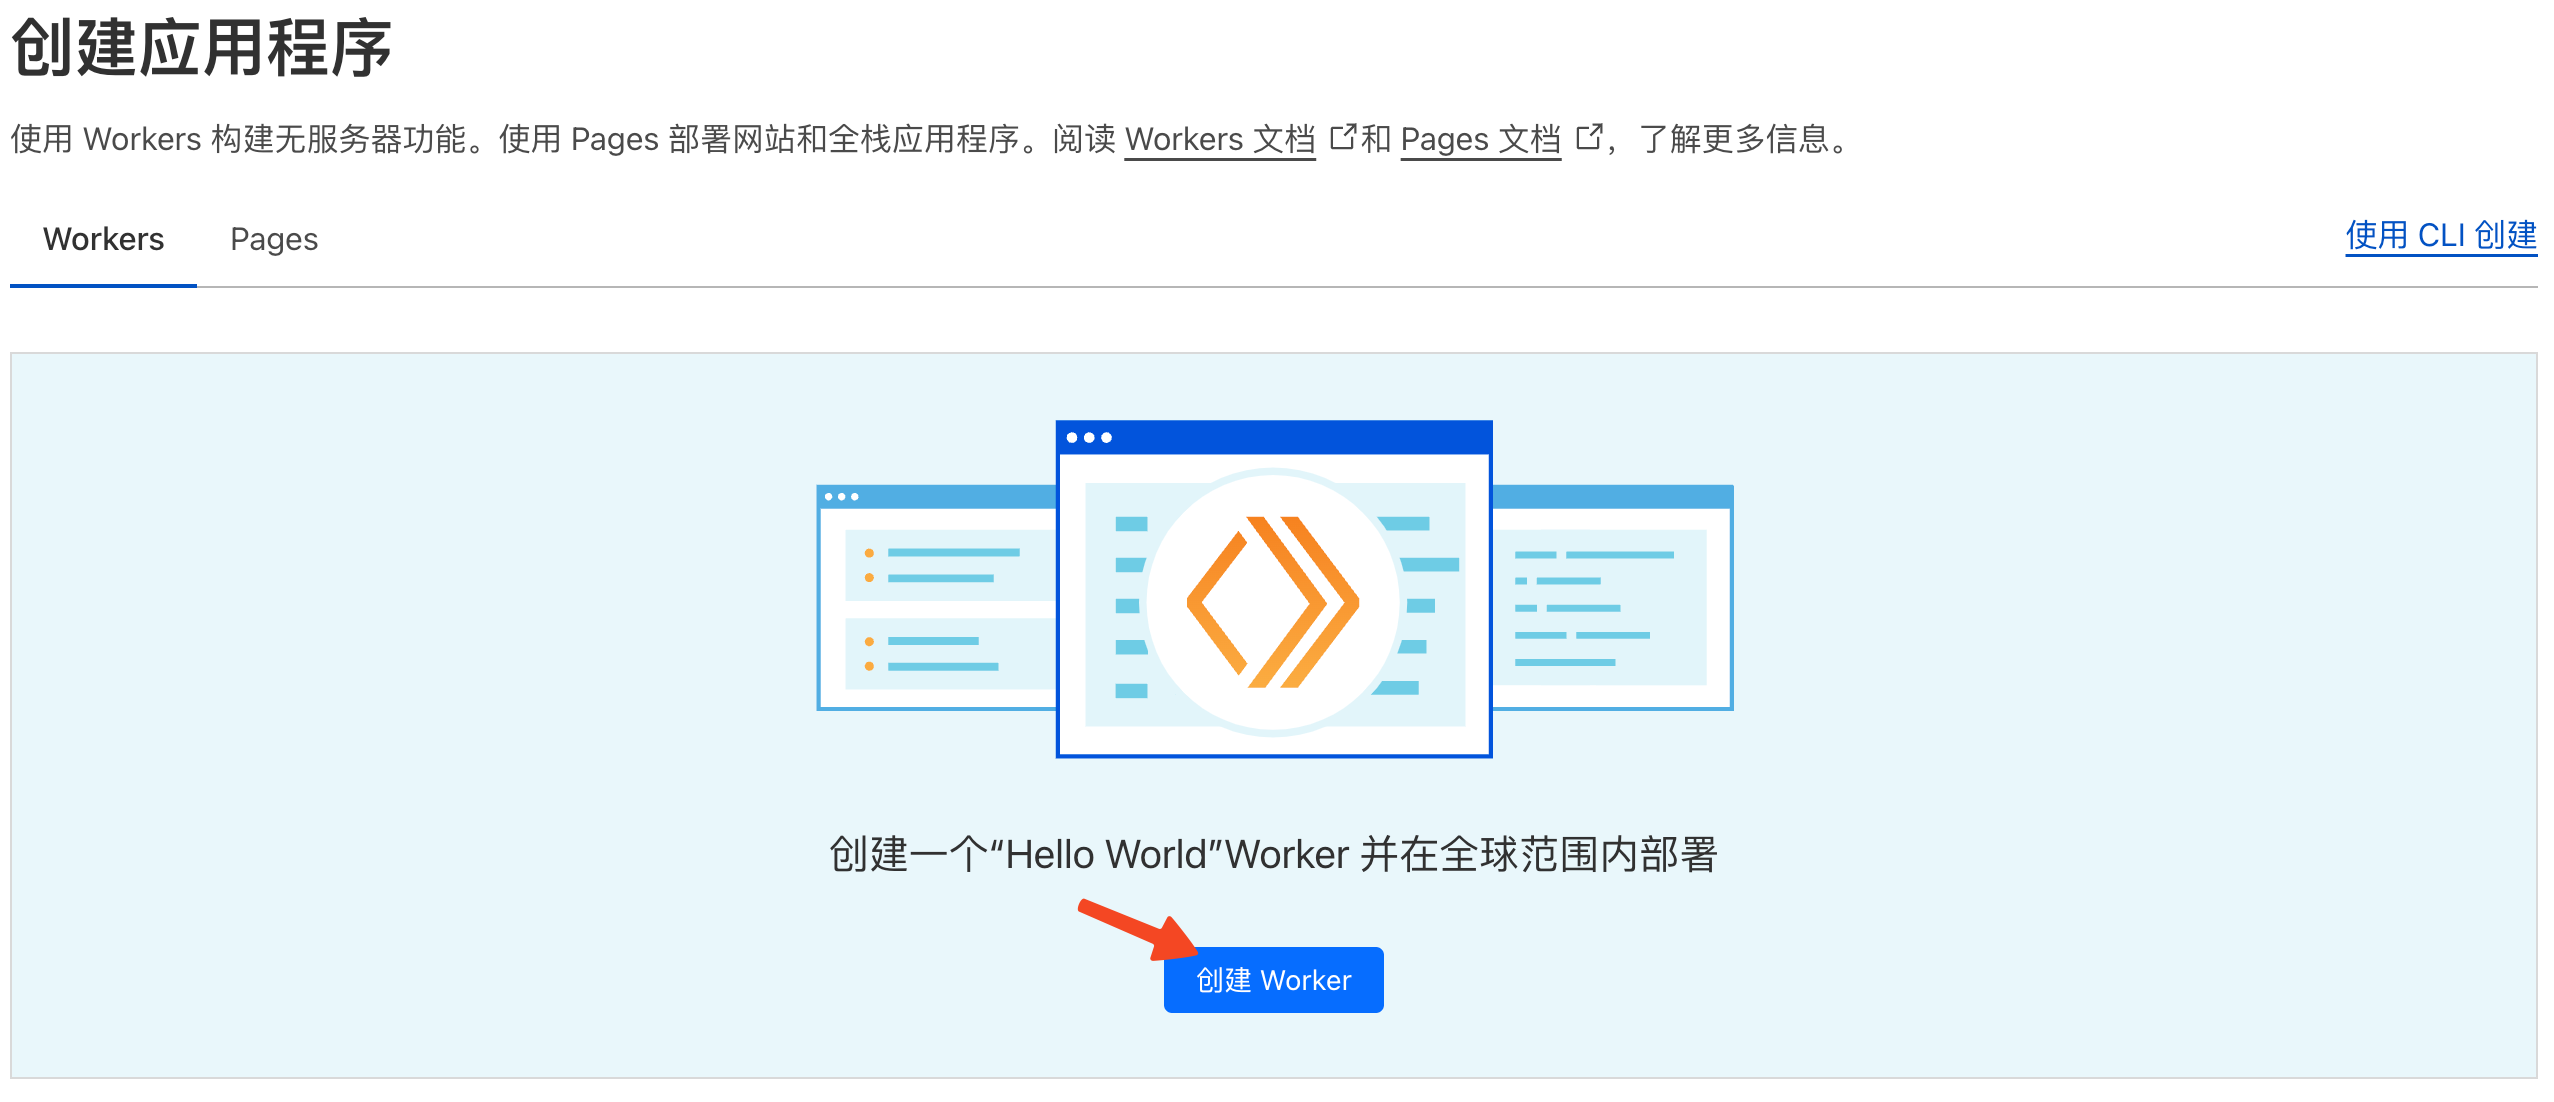 创建应用程序
使用 Workers 构建无服务器功能。使用 Pages 部署网站和全栈应用程序。阅读 Workers 文档 和 Pages 文档 ，了解更多信息。
Workers Pages 使用 CLI 创建
创建一个“Hello World”Worker 并在全球范围内部署
创建 Worker